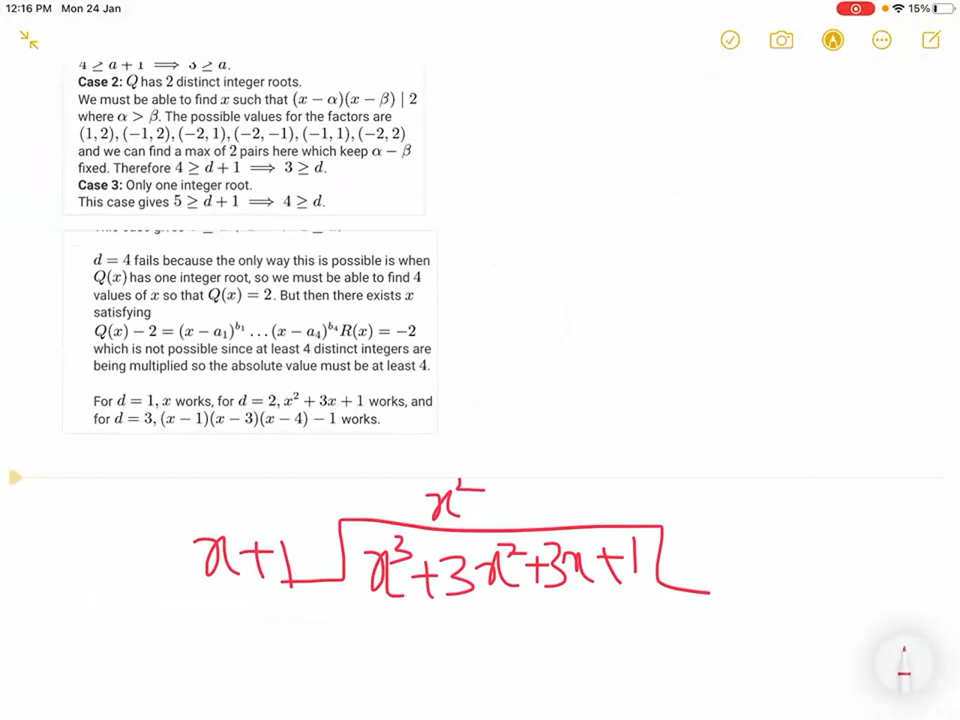 12:16 PM Mon 24 Jan
15%
4 ≥ a + 1 ⟹ 3 ≥ a.
Case 2: Q has 2 distinct integer roots.
We must be able to find x such that (x − α)(x − β) | 2
where α > β. The possible values for the factors are
(1, 2), (−1, 2), (−2, 1), (−2, −1), (−1, 1), (−2, 2)
and we can find a max of 2 pairs here which keep α − β
fixed. Therefore 4 ≥ d + 1 ⟹ 3 ≥ d.
Case 3: Only one integer root.
This case gives 5 ≥ d + 1 ⟹ 4 ≥ d.
d = 4 fails because the only way this is possible is when
Q(x) has one integer root, so we must be able to find 4
values of x so that Q(x) = 2. But then there exists x
satisfying
Q(x) − 2 = (x − a₁)^b₁ … (x − a₄)^b₄ R(x) = −2
which is not possible since at least 4 distinct integers are
being multiplied so the absolute value must be at least 4.
For d = 1, x works, for d = 2, x² + 3x + 1 works, and
for d = 3, (x − 1)(x − 3)(x − 4) − 1 works.
x²
x+1 x³+3x²+3x+1